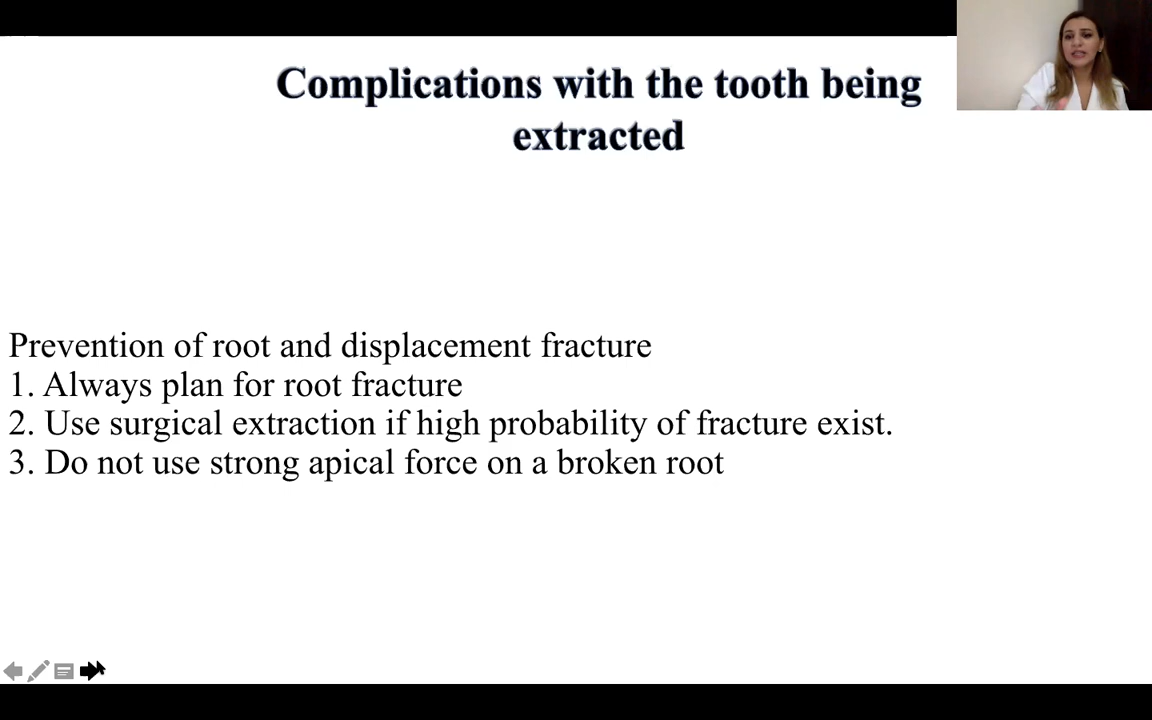 Complications with the tooth being
extracted
Prevention of root and displacement fracture
1. Always plan for root fracture
2. Use surgical extraction if high probability of fracture exist.
3. Do not use strong apical force on a broken root